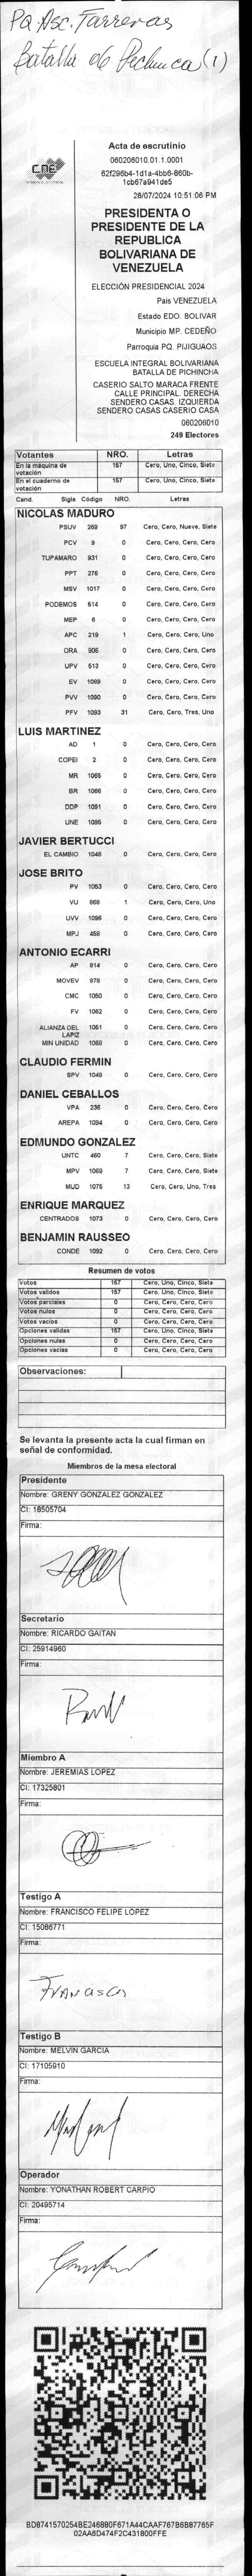 Pq Asc. Farreras
Batalla de Pichincha (1)
CNE
Acta de escrutinio
060206010.01.1.0001
62f296b4-1d1a-4bb6-860b-
1cb67a941de5
28/07/2024 10:51:06 PM
PRESIDENTA O
PRESIDENTE DE LA
REPUBLICA
BOLIVARIANA DE
VENEZUELA
ELECCIÓN PRESIDENCIAL 2024
Pais VENEZUELA
Estado EDO. BOLIVAR
Municipio MP. CEDEÑO
Parroquia PQ. PIJIGUAOS
ESCUELA INTEGRAL BOLIVARIANA
BATALLA DE PICHINCHA
CASERIO SALTO MARACA FRENTE
CALLE PRINCIPAL. DERECHA
SENDERO CASAS. IZQUIERDA
SENDERO CASAS CASERIO CASA
060206010
249 Electores
Votantes NRO. Letras
En la máquina de votación 157 Cero, Uno, Cinco, Siete
En el cuaderno de votación 157 Cero, Uno, Cinco, Siete
Cand. Sigla Código NRO. Letras
NICOLAS MADURO
PSUV 269 97 Cero, Cero, Nueve, Siete
PCV 9 0 Cero, Cero, Cero, Cero
TUPAMARO 931 0 Cero, Cero, Cero, Cero
PPT 276 0 Cero, Cero, Cero, Cero
MSV 1017 0 Cero, Cero, Cero, Cero
PODEMOS 514 0 Cero, Cero, Cero, Cero
MEP 6 0 Cero, Cero, Cero, Cero
APC 219 1 Cero, Cero, Cero, Uno
ORA 906 0 Cero, Cero, Cero, Cero
UPV 513 0 Cero, Cero, Cero, Cero
EV 1089 0 Cero, Cero, Cero, Cero
PVV 1090 0 Cero, Cero, Cero, Cero
PFV 1093 31 Cero, Cero, Tres, Uno
LUIS MARTINEZ
AD 1 0 Cero, Cero, Cero, Cero
COPEI 2 0 Cero, Cero, Cero, Cero
MR 1065 0 Cero, Cero, Cero, Cero
BR 1066 0 Cero, Cero, Cero, Cero
DDP 1091 0 Cero, Cero, Cero, Cero
UNE 1095 0 Cero, Cero, Cero, Cero
JAVIER BERTUCCI
EL CAMBIO 1048 0 Cero, Cero, Cero, Cero
JOSE BRITO
PV 1053 0 Cero, Cero, Cero, Cero
VU 868 1 Cero, Cero, Cero, Uno
UVV 1096 0 Cero, Cero, Cero, Cero
MPJ 458 0 Cero, Cero, Cero, Cero
ANTONIO ECARRI
AP 814 0 Cero, Cero, Cero, Cero
MOVEV 878 0 Cero, Cero, Cero, Cero
CMC 1050 0 Cero, Cero, Cero, Cero
FV 1062 0 Cero, Cero, Cero, Cero
ALIANZA DEL LAPIZ 1051 0 Cero, Cero, Cero, Cero
MIN UNIDAD 1068 0 Cero, Cero, Cero, Cero
CLAUDIO FERMIN
SPV 1049 0 Cero, Cero, Cero, Cero
DANIEL CEBALLOS
VPA 236 0 Cero, Cero, Cero, Cero
AREPA 1094 0 Cero, Cero, Cero, Cero
EDMUNDO GONZALEZ
UNTC 460 7 Cero, Cero, Cero, Siete
MPV 1069 7 Cero, Cero, Cero, Siete
MUD 1075 13 Cero, Cero, Uno, Tres
ENRIQUE MARQUEZ
CENTRADOS 1073 0 Cero, Cero, Cero, Cero
BENJAMIN RAUSSEO
CONDE 1092 0 Cero, Cero, Cero, Cero
Resumen de votos
Votos 157 Cero, Uno, Cinco, Siete
Votos validos 157 Cero, Uno, Cinco, Siete
Votos parciales 0 Cero, Cero, Cero, Cero
Votos nulos 0 Cero, Cero, Cero, Cero
Votos vacios 0 Cero, Cero, Cero, Cero
Opciones validas 157 Cero, Uno, Cinco, Siete
Opciones nulas 0 Cero, Cero, Cero, Cero
Opciones vacias 0 Cero, Cero, Cero, Cero
Observaciones:
Se levanta la presente acta la cual firman en
señal de conformidad.
Miembros de la mesa electoral
Presidente
Nombre: GRENY GONZALEZ GONZALEZ
CI: 18505704
Firma:
Secretario
Nombre: RICARDO GAITAN
CI: 25914960
Firma:
Miembro A
Nombre: JEREMIAS LOPEZ
CI: 17325801
Firma:
Testigo A
Nombre: FRANCISCO FELIPE LOPEZ
CI: 15086771
Firma:
Francisco
Testigo B
Nombre: MELVIN GARCIA
CI: 17105910
Firma:
Operador
Nombre: YONATHAN ROBERT CARPIO
CI: 20495714
Firma:
BD8741570254BE246880F671A44CAAF767B6B87765F
02AA6D474F2C431800FFE